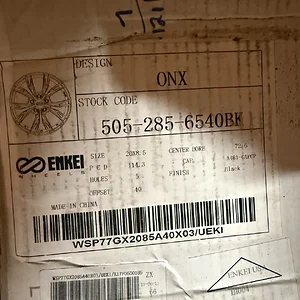 DESIGN
ONX
STOCK CODE
505-285-6540BK
ENKEI
WHEELS
SIZE 20X8.5 CENTER BORE 72.6
P C D 114.3 CAP
HOLES 5 FINISH Black
OFFSET 40
MADE IN CHINA
WSP77GX2085A40X03/UEKI
ENKEI